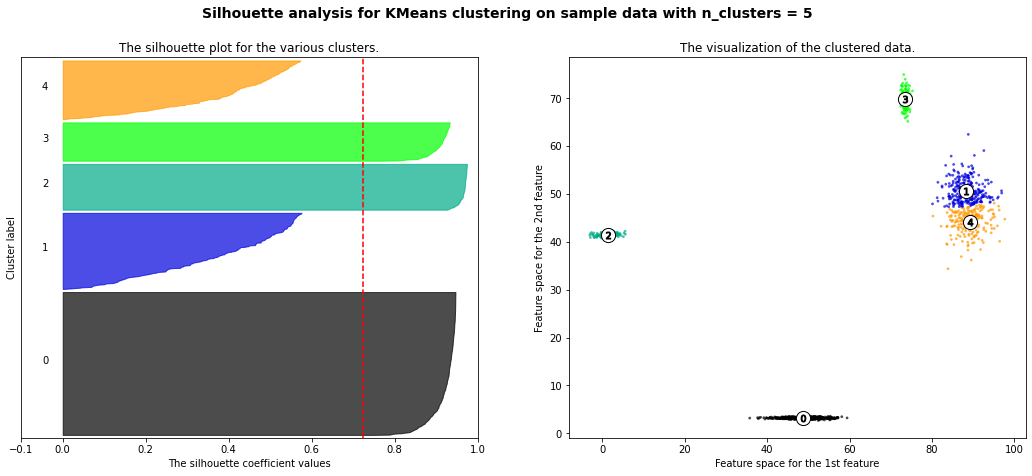 Silhouette analysis for KMeans clustering on sample data with n_clusters = 5
The silhouette plot for the various clusters.
4
3
2
1
0
Cluster label
−0.1 0.0 0.2 0.4 0.6 0.8 1.0
The silhouette coefficient values
The visualization of the clustered data.
70
60
50
40
30
20
10
0
Feature space for the 2nd feature
3
1
4
2
0
0 20 40 60 80 100
Feature space for the 1st feature